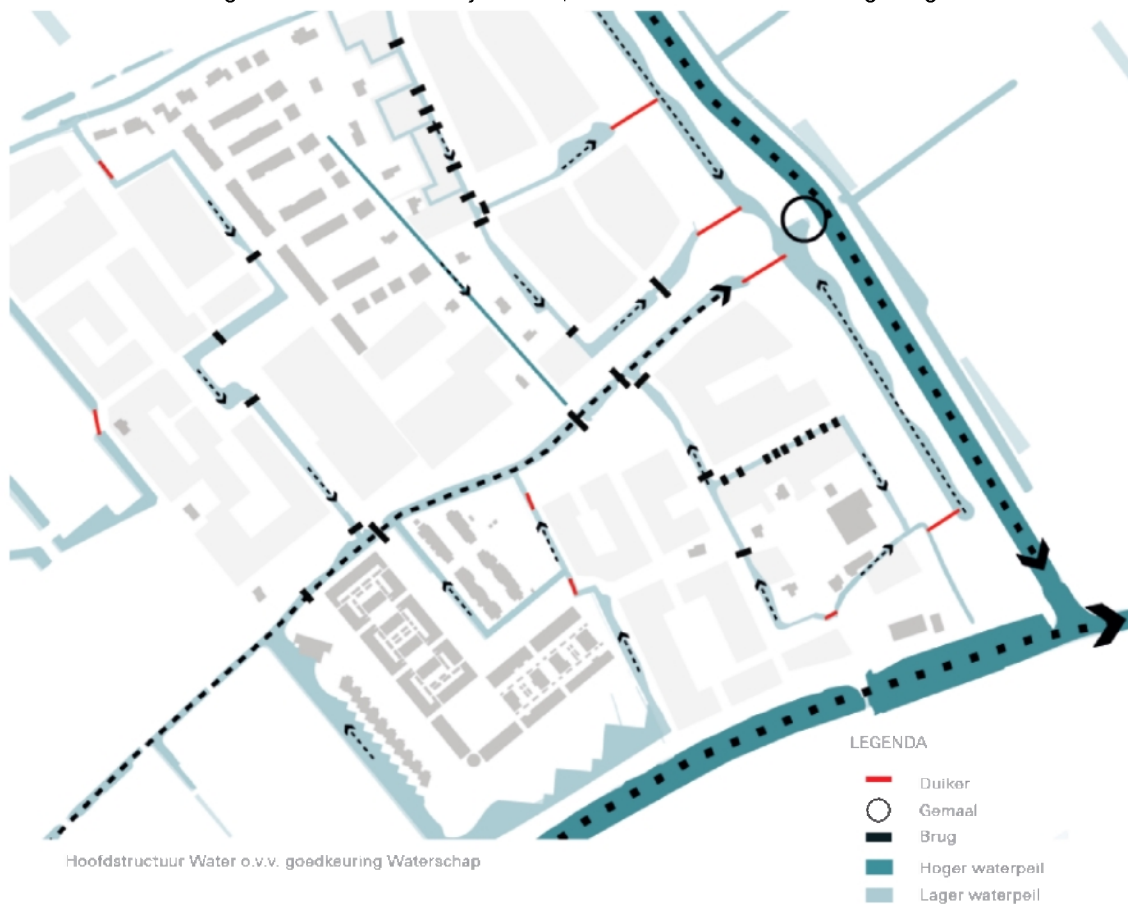 LEGENDA
Duiker
Gemaal
Brug
Hoger waterpeil
Lager waterpeil
Hoofdstructuur Water o.v.v. goedkeuring Waterschap